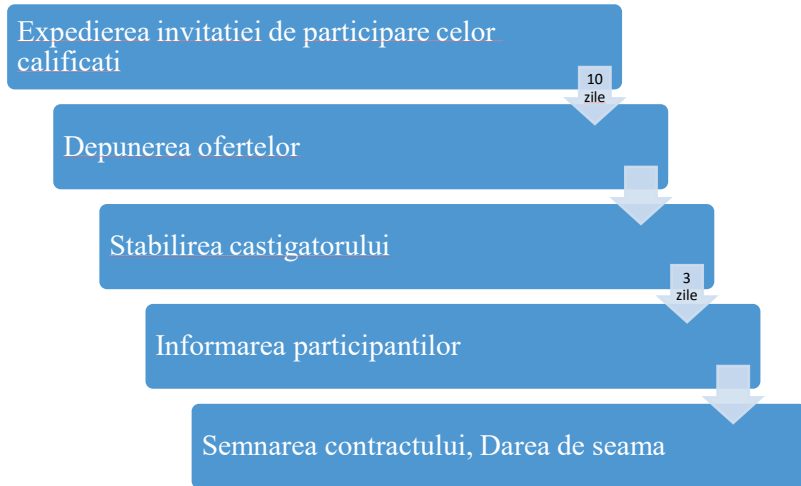 Expedierea invitatiei de participare celor
calificati
10
zile
Depunerea ofertelor
Stabilirea castigatorului
3
zile
Informarea participantilor
Semnarea contractului, Darea de seama